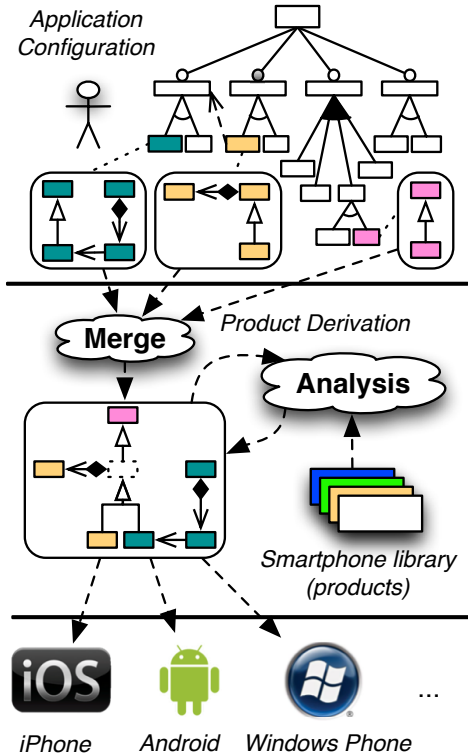 Application
Configuration
Merge
Product Derivation
Analysis
Smartphone library
(products)
iOS
...
iPhone
Android
Windows Phone